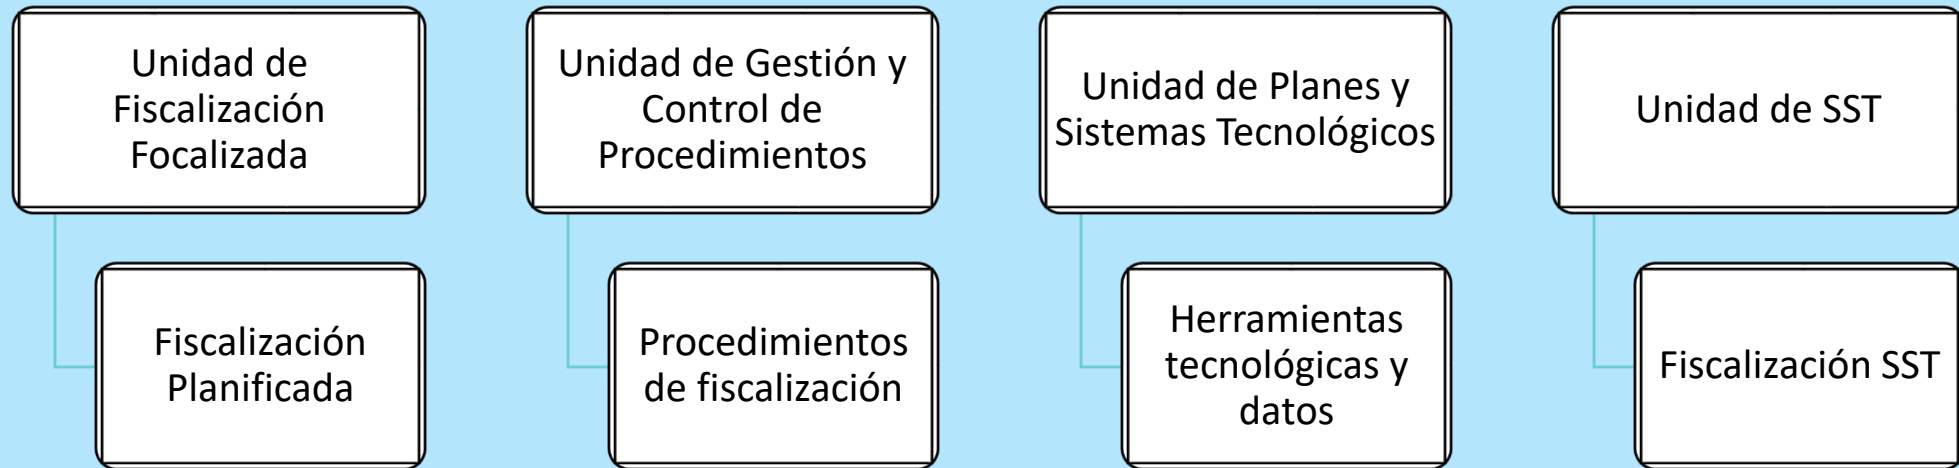 Unidad de
Fiscalización
Focalizada
Fiscalización
Planificada
Unidad de Gestión y
Control de
Procedimientos
Procedimientos
de fiscalización
Unidad de Planes y
Sistemas Tecnológicos
Herramientas
tecnológicas y
datos
Unidad de SST
Fiscalización SST